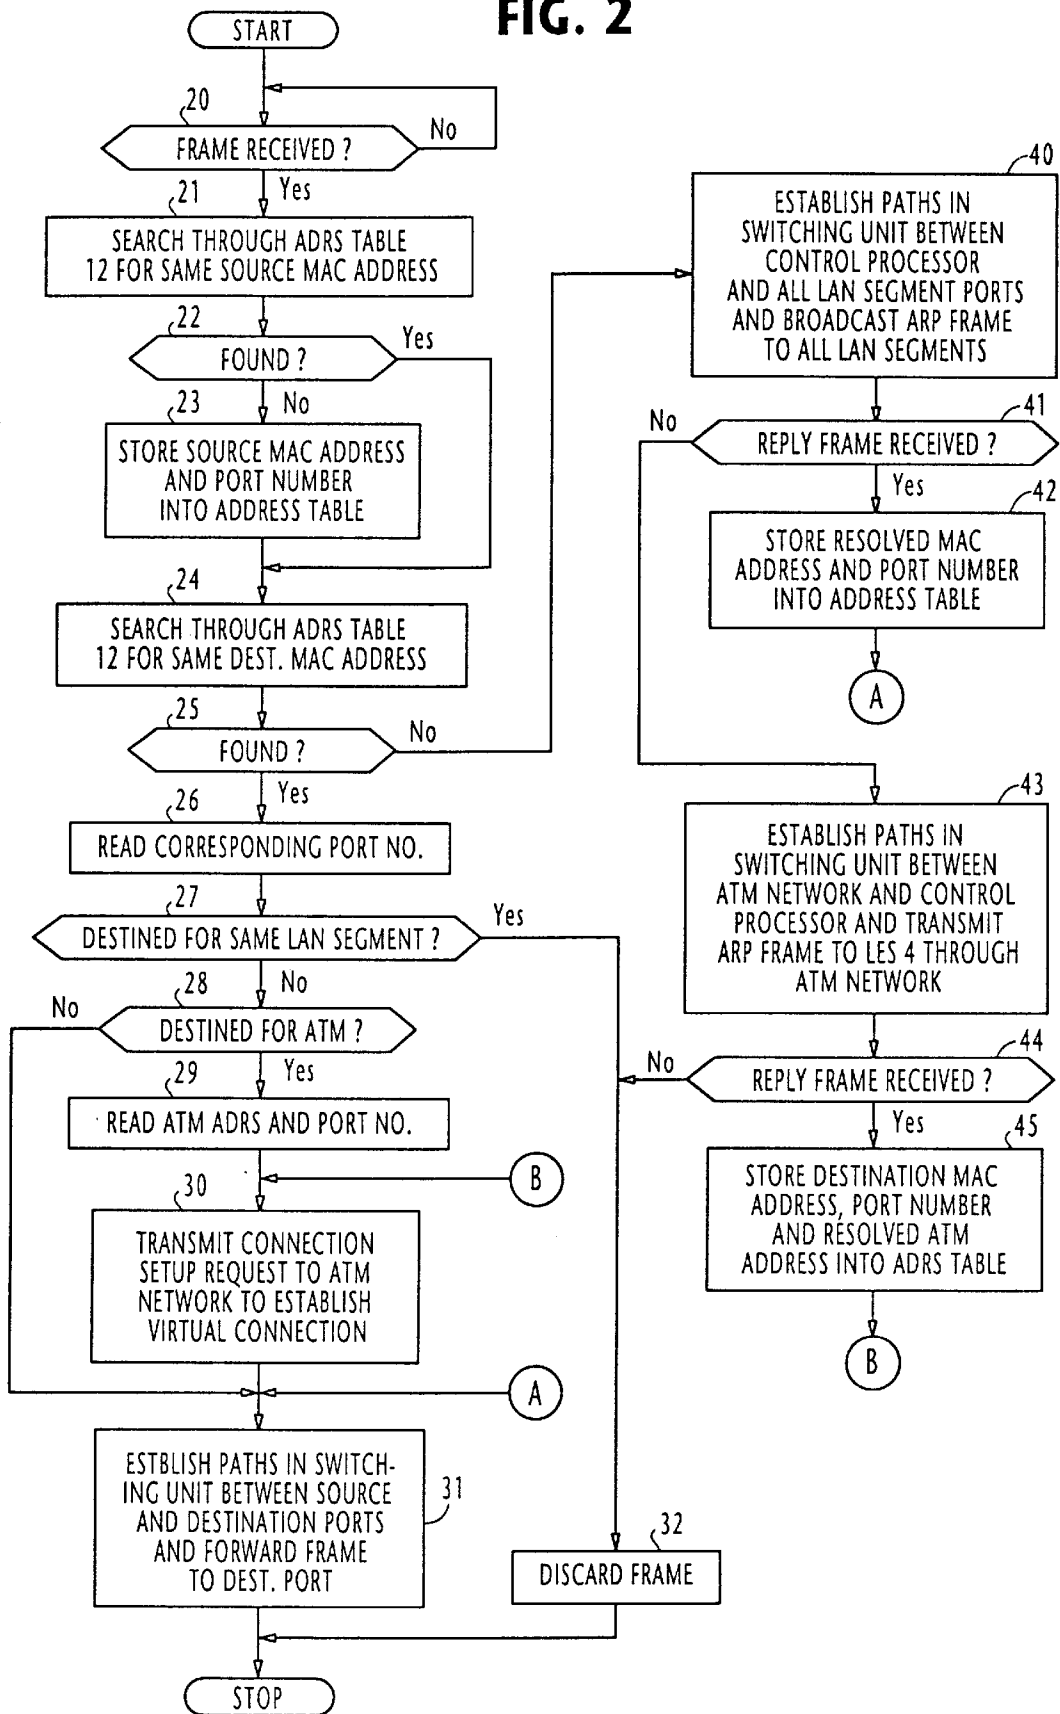 FIG. 2
START
20
FRAME RECEIVED ?
No
Yes
21
SEARCH THROUGH ADRS TABLE
12 FOR SAME SOURCE MAC ADDRESS
22
FOUND ?
Yes
No
23
STORE SOURCE MAC ADDRESS
AND PORT NUMBER
INTO ADDRESS TABLE
24
SEARCH THROUGH ADRS TABLE
12 FOR SAME DEST. MAC ADDRESS
25
FOUND ?
No
Yes
26
READ CORRESPONDING PORT NO.
27
DESTINED FOR SAME LAN SEGMENT ?
Yes
No
28
DESTINED FOR ATM ?
No
Yes
29
READ ATM ADRS AND PORT NO.
B
30
TRANSMIT CONNECTION
SETUP REQUEST TO ATM
NETWORK TO ESTABLISH
VIRTUAL CONNECTION
A
31
ESTBLISH PATHS IN SWITCH-
ING UNIT BETWEEN SOURCE
AND DESTINATION PORTS
AND FORWARD FRAME
TO DEST. PORT
32
DISCARD FRAME
STOP
40
ESTABLISH PATHS IN
SWITCHING UNIT BETWEEN
CONTROL PROCESSOR
AND ALL LAN SEGMENT PORTS
AND BROADCAST ARP FRAME
TO ALL LAN SEGMENTS
41
REPLY FRAME RECEIVED ?
No
Yes
42
STORE RESOLVED MAC
ADDRESS AND PORT NUMBER
INTO ADDRESS TABLE
A
43
ESTABLISH PATHS IN
SWITCHING UNIT BETWEEN
ATM NETWORK AND CONTROL
PROCESSOR AND TRANSMIT
ARP FRAME TO LES 4 THROUGH
ATM NETWORK
44
REPLY FRAME RECEIVED ?
No
Yes
45
STORE DESTINATION MAC
ADDRESS, PORT NUMBER
AND RESOLVED ATM
ADDRESS INTO ADRS TABLE
B